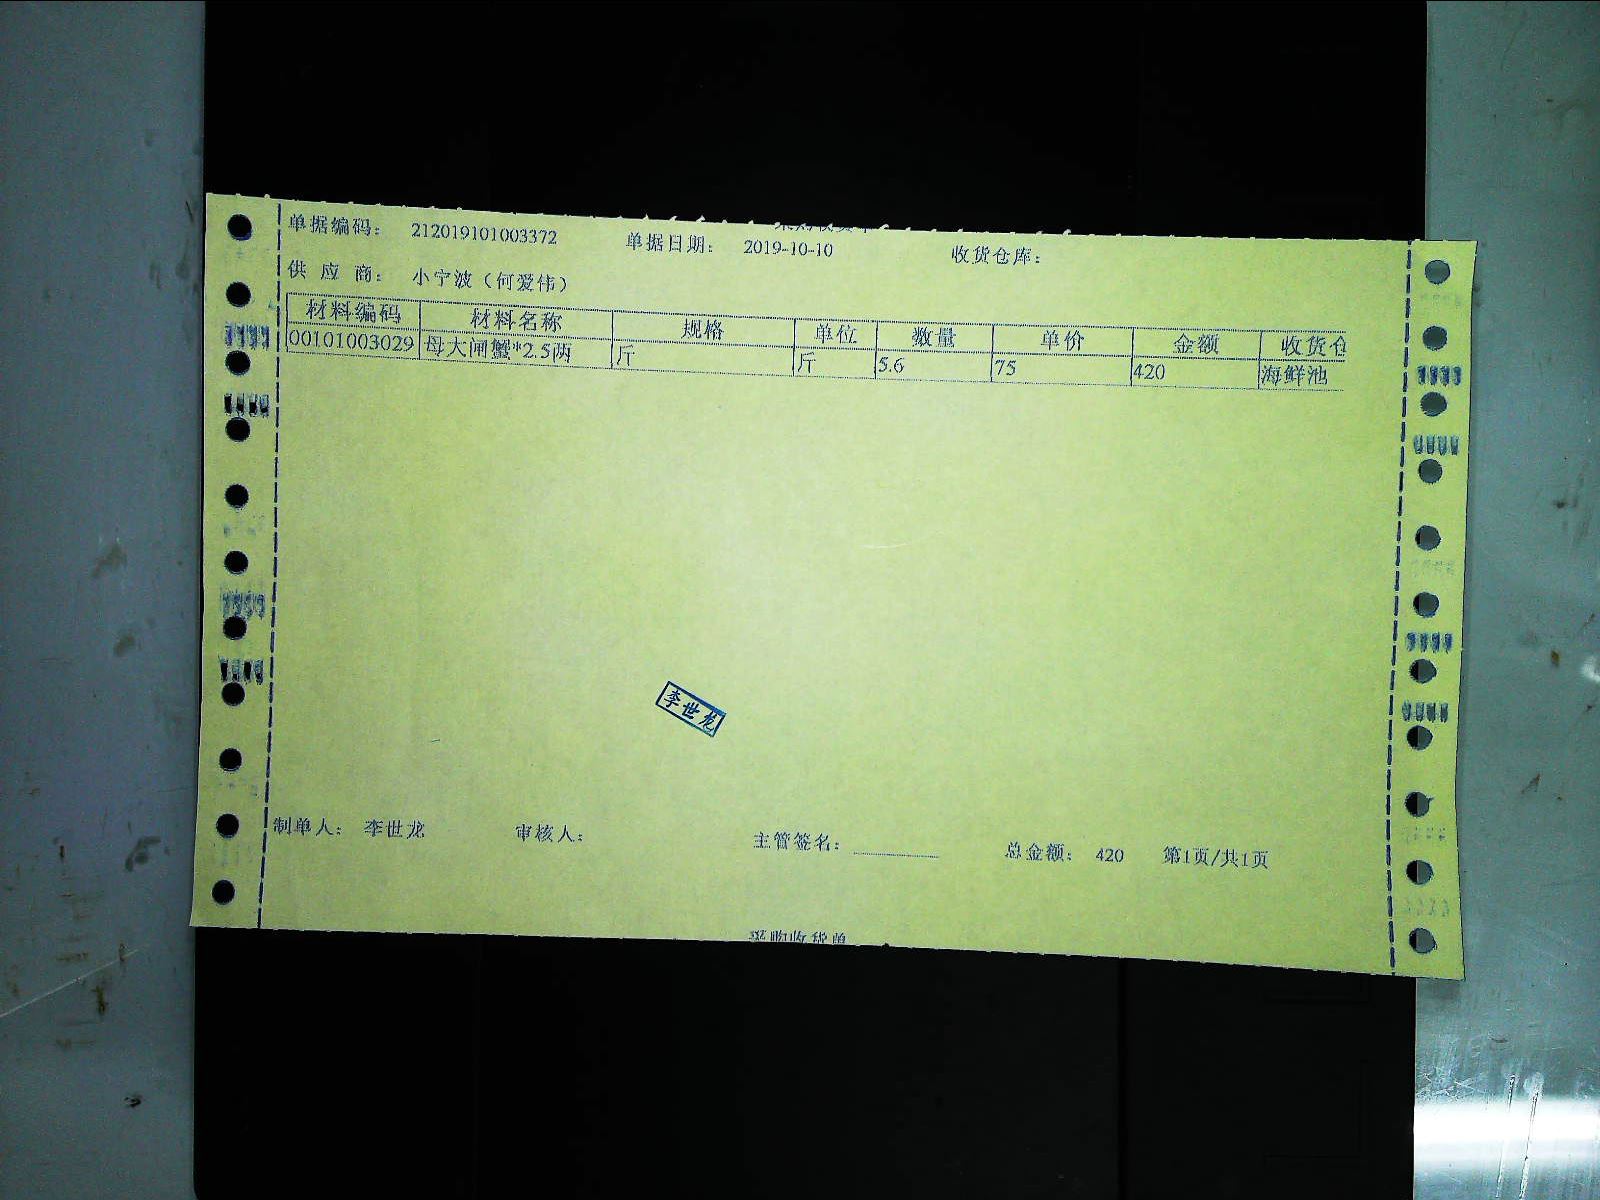 单据编码： 212019101003372 单据日期： 2019-10-10 收货仓库：
供 应 商： 小宁波（何爱伟）
材料编码 材料名称 规格 单位 数量 单价 金额 收货仓
00101003029 母大闸蟹*2.5两 斤 斤 5.6 75 420 海鲜池
李世龙
制单人： 李世龙 审核人： 主管签名： 总金额： 420 第1页/共1页